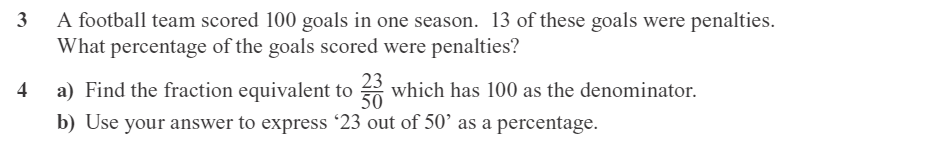 3 A football team scored 100 goals in one season. 13 of these goals were penalties.
What percentage of the goals scored were penalties?
4 a) Find the fraction equivalent to 23/50 which has 100 as the denominator.
b) Use your answer to express ‘23 out of 50’ as a percentage.